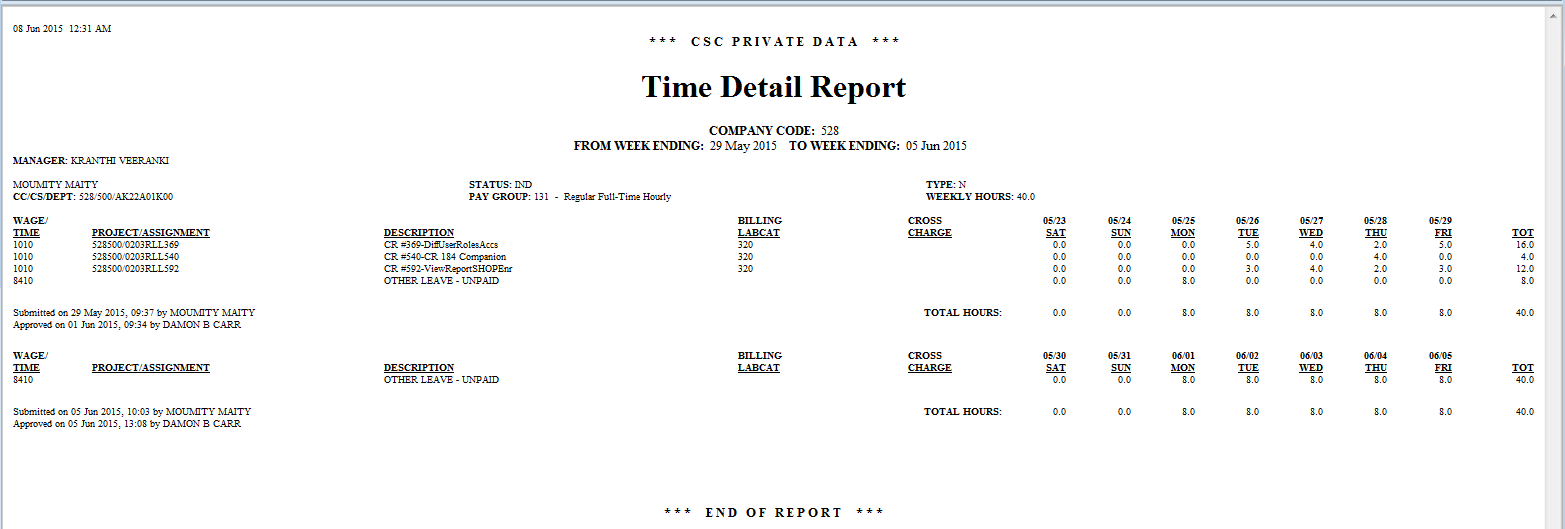 08 Jun 2015 12:31 AM
*** CSC PRIVATE DATA ***
Time Detail Report
COMPANY CODE: 528
FROM WEEK ENDING: 29 May 2015 TO WEEK ENDING: 05 Jun 2015
MANAGER: KRANTHI VEERANKI
MOUMITY MAITY STATUS: IND TYPE: N
CC/CS/DEPT: 528/500/AK22A01K00 PAY GROUP: 131 - Regular Full-Time Hourly WEEKLY HOURS: 40.0
WAGE/ BILLING CROSS 05/23 05/24 05/25 05/26 05/27 05/28 05/29
TIME PROJECT/ASSIGNMENT DESCRIPTION LABCAT CHARGE SAT SUN MON TUE WED THU FRI TOT
1010 528500/0203RLL369 CR #369-DiffUserRolesAccs 320 0.0 0.0 0.0 5.0 4.0 2.0 5.0 16.0
1010 528500/0203RLL540 CR #540-CR 184 Companion 320 0.0 0.0 0.0 0.0 0.0 4.0 0.0 4.0
1010 528500/0203RLL592 CR #592-ViewReportSHOPEnr 320 0.0 0.0 0.0 3.0 4.0 2.0 3.0 12.0
8410 OTHER LEAVE - UNPAID 0.0 0.0 8.0 0.0 0.0 0.0 0.0 8.0
Submitted on 29 May 2015, 09:37 by MOUMITY MAITY TOTAL HOURS: 0.0 0.0 8.0 8.0 8.0 8.0 8.0 40.0
Approved on 01 Jun 2015, 09:34 by DAMON B CARR
WAGE/ BILLING CROSS 05/30 05/31 06/01 06/02 06/03 06/04 06/05
TIME PROJECT/ASSIGNMENT DESCRIPTION LABCAT CHARGE SAT SUN MON TUE WED THU FRI TOT
8410 OTHER LEAVE - UNPAID 0.0 0.0 8.0 8.0 8.0 8.0 8.0 40.0
Submitted on 05 Jun 2015, 10:03 by MOUMITY MAITY TOTAL HOURS: 0.0 0.0 8.0 8.0 8.0 8.0 8.0 40.0
Approved on 05 Jun 2015, 13:08 by DAMON B CARR
*** END OF REPORT ***